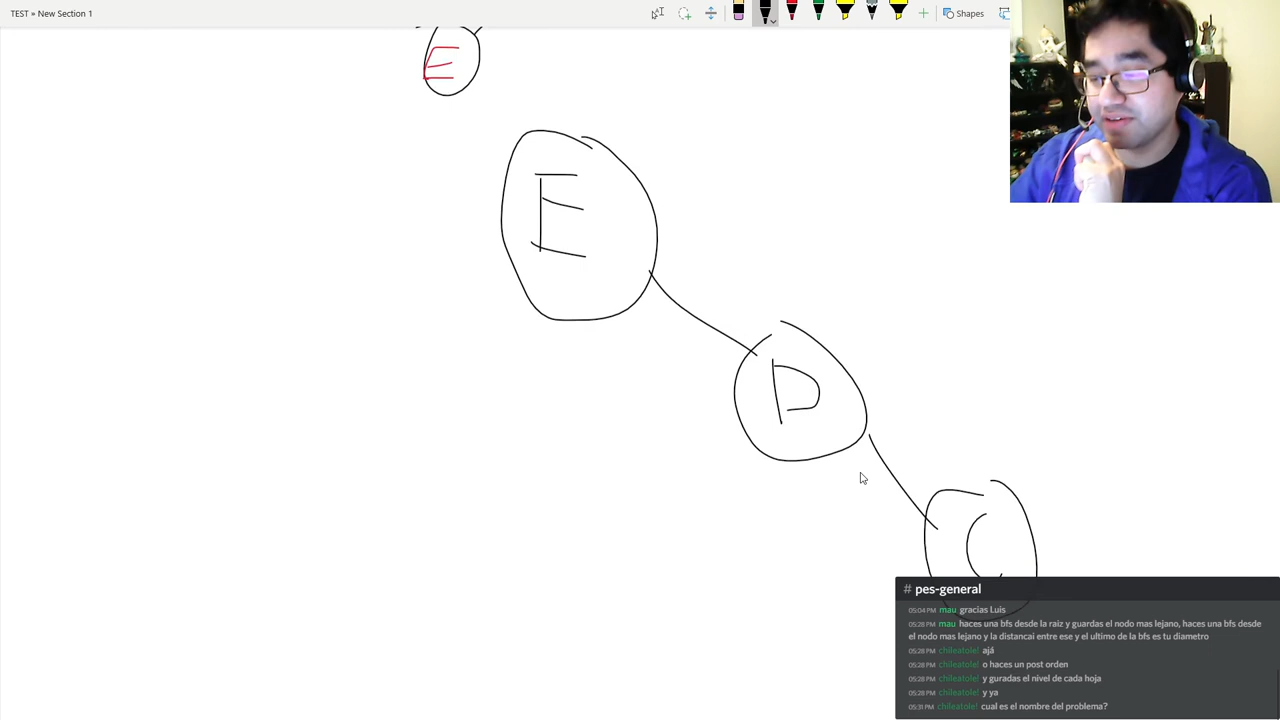 TEST » New Section 1
Shapes
E
E
D
C
# pes-general
05:04 PM mau gracias Luis
05:28 PM mau haces una bfs desde la raiz y guardas el nodo mas lejano, haces una bfs desde
el nodo mas lejano y la distancai entre ese y el ultimo de la bfs es tu diametro
05:28 PM chileatole! ajá
05:28 PM chileatole! o haces un post orden
05:28 PM chileatole! y guradas el nivel de cada hoja
05:28 PM chileatole! y ya
05:31 PM chileatole! cual es el nombre del problema?